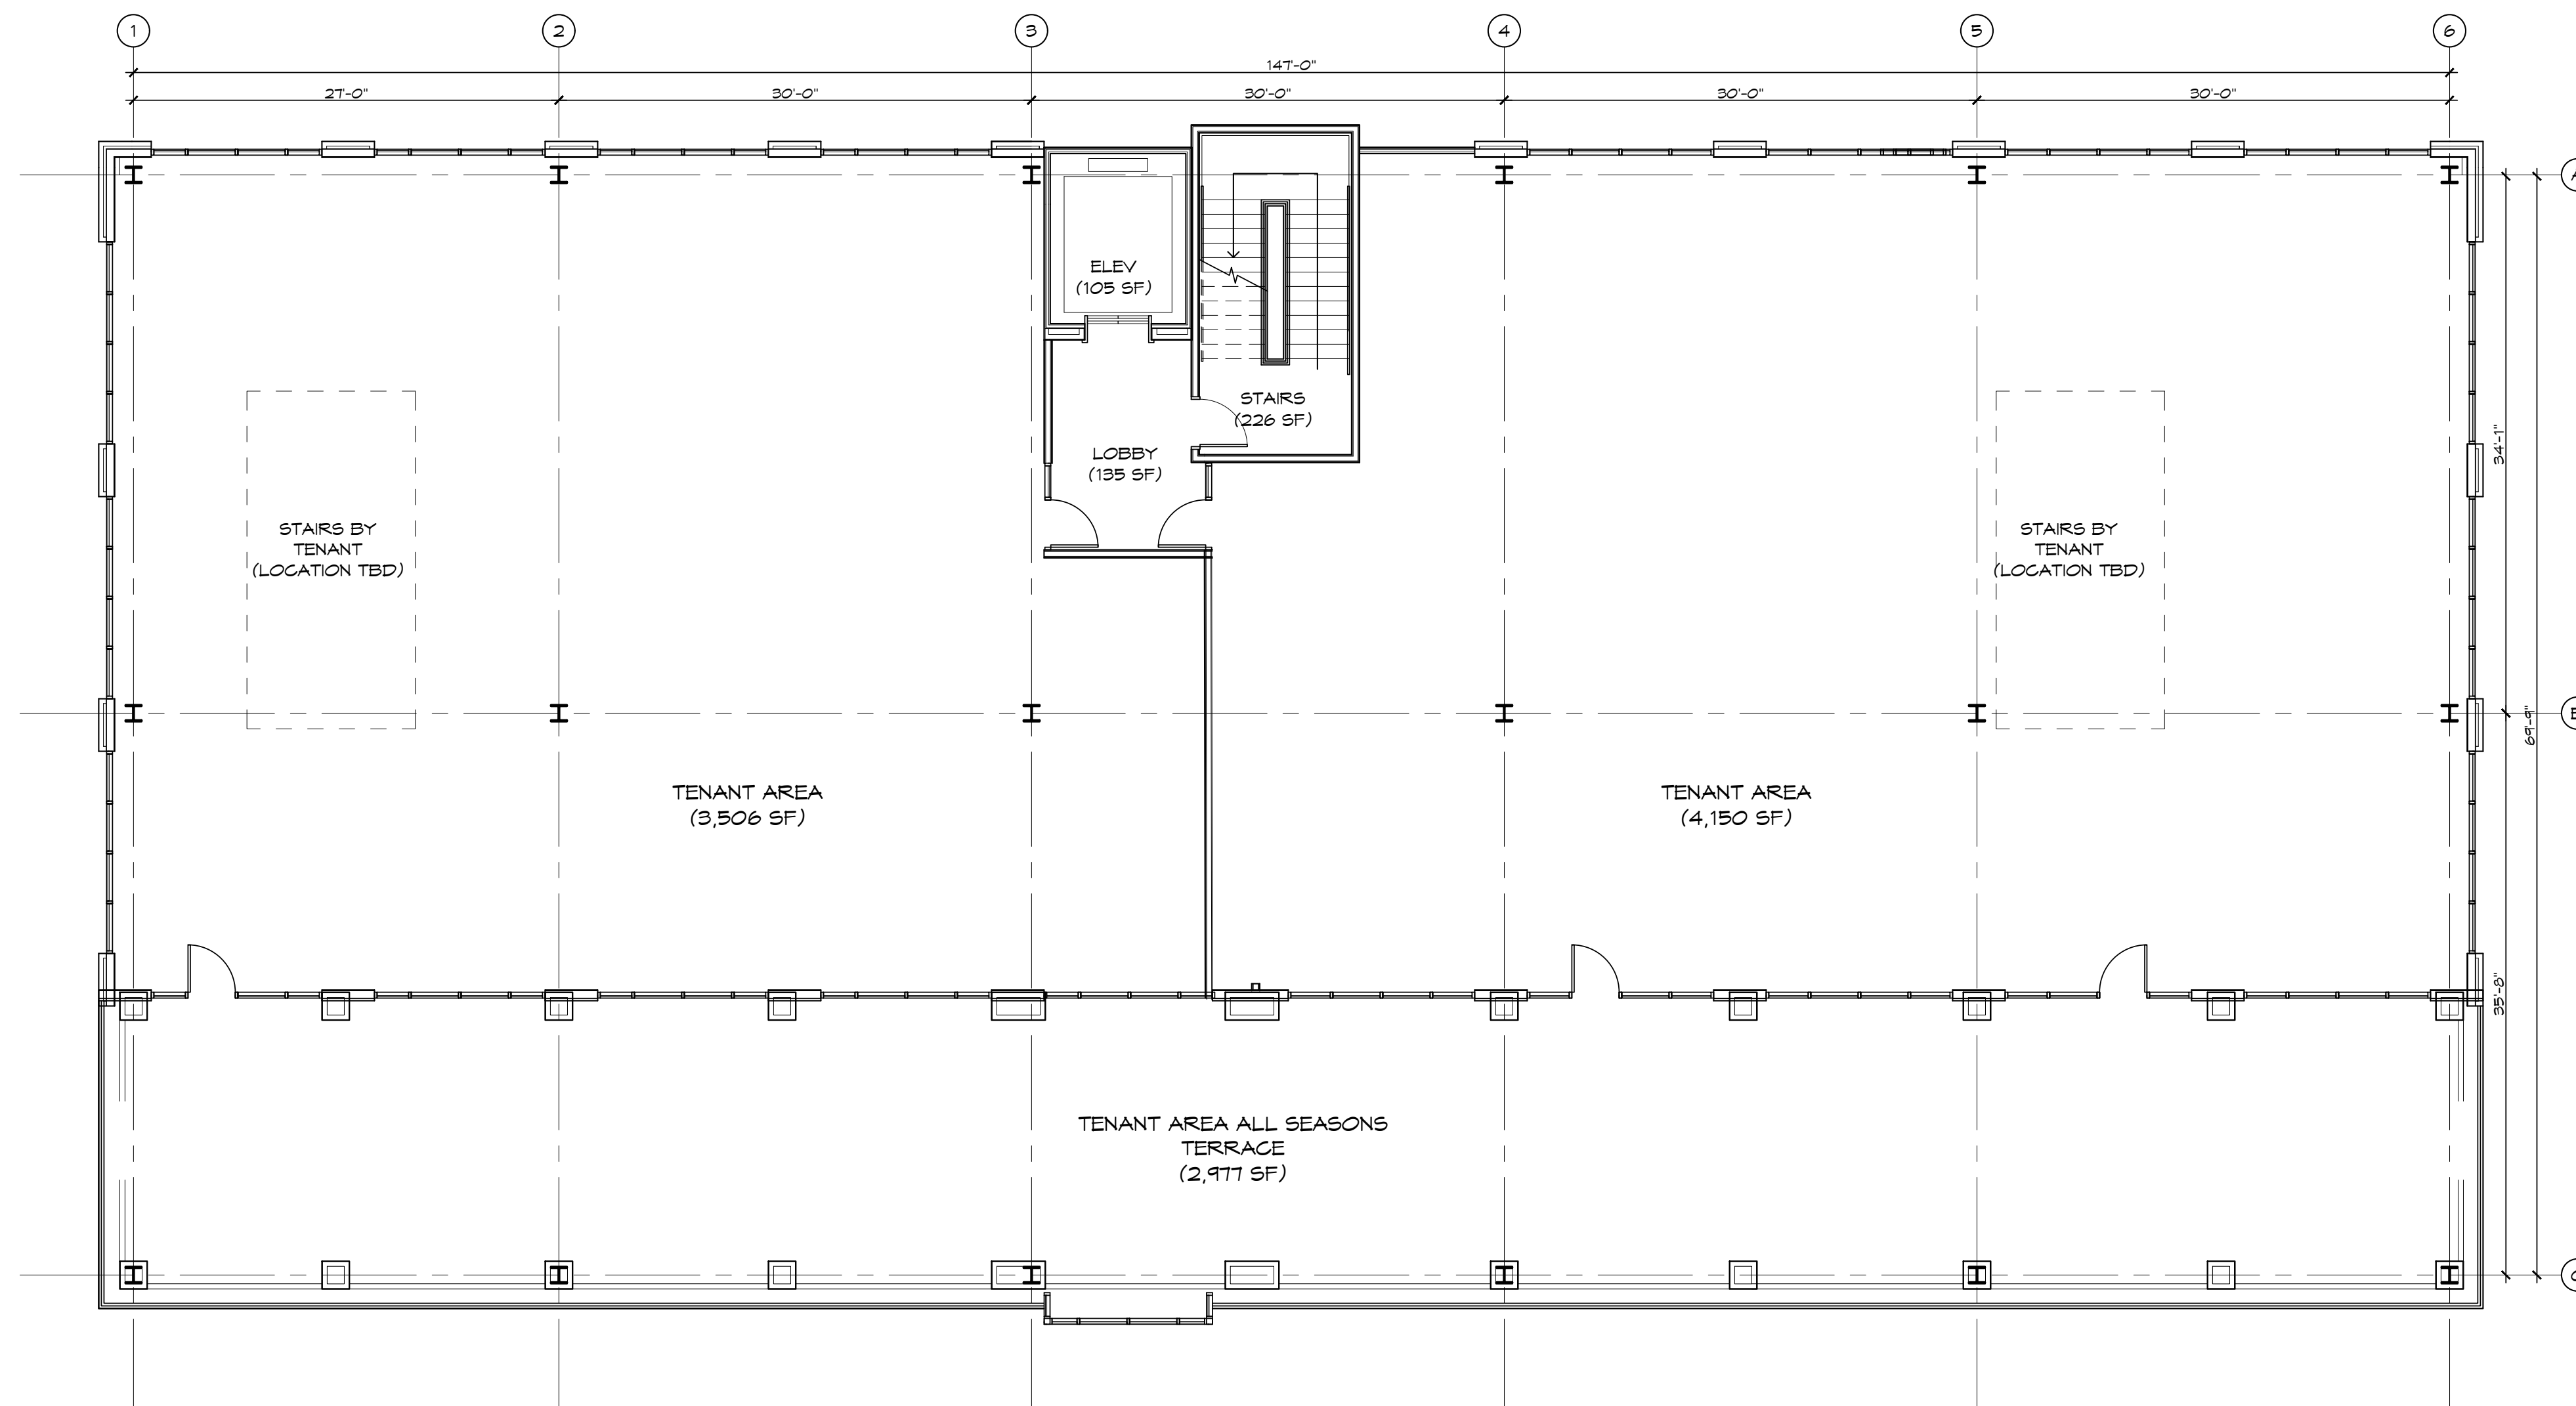 1
2
3
4
5
6
147'-0"
27'-0"
30'-0"
30'-0"
30'-0"
30'-0"
ELEV
(105 SF)
STAIRS
(226 SF)
LOBBY
(135 SF)
34'-1"
STAIRS BY
TENANT
(LOCATION TBD)
STAIRS BY
TENANT
(LOCATION TBD)
69'-9"
TENANT AREA
(3,506 SF)
TENANT AREA
(4,150 SF)
35'-8"
TENANT AREA ALL SEASONS
TERRACE
(2,977 SF)